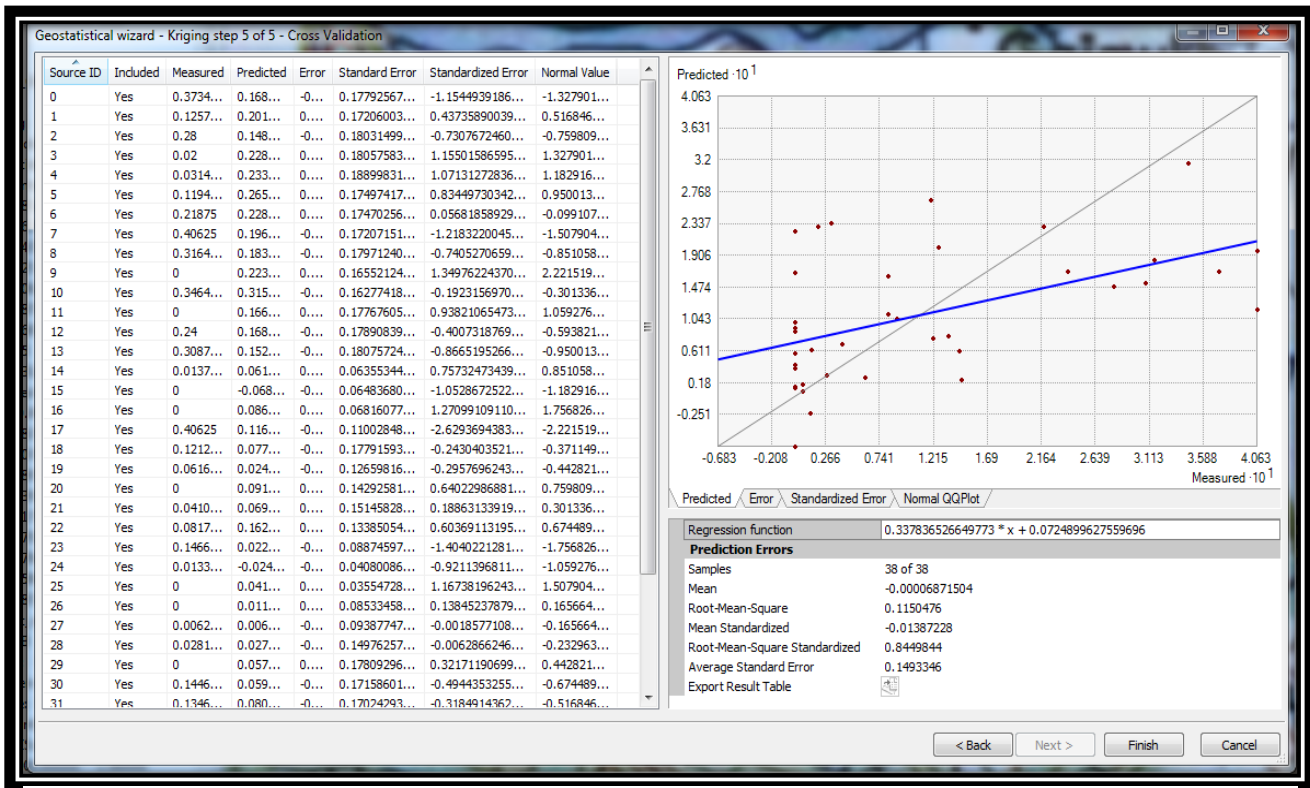 Geostatistical wizard - Kriging step 5 of 5 - Cross Validation
Source ID Included Measured Predicted Error Standard Error Standardized Error Normal Value
0 Yes 0.3734... 0.168... -0... 0.17792567... -1.1544939186... -1.327901...
1 Yes 0.1257... 0.201... 0.... 0.17206003... 0.43735890039... 0.516846...
2 Yes 0.28 0.148... -0... 0.18031499... -0.7307672460... -0.759809...
3 Yes 0.02 0.228... 0.... 0.18057583... 1.15501586595... 1.327901...
4 Yes 0.0314... 0.233... 0.... 0.18899831... 1.07131272836... 1.182916...
5 Yes 0.1194... 0.265... 0.... 0.17497417... 0.83449730342... 0.950013...
6 Yes 0.21875 0.228... 0.... 0.17470256... 0.05681858929... -0.099107...
7 Yes 0.40625 0.196... -0... 0.17207151... -1.2183220045... -1.507904...
8 Yes 0.3164... 0.183... -0... 0.17971240... -0.7405270659... -0.851058...
9 Yes 0 0.223... 0.... 0.16552124... 1.34976224370... 2.221519...
10 Yes 0.3464... 0.315... -0... 0.16277418... -0.1923156970... -0.301336...
11 Yes 0 0.166... 0.... 0.17767605... 0.93821065473... 1.059276...
12 Yes 0.24 0.168... -0... 0.17890839... -0.4007318769... -0.593821...
13 Yes 0.3087... 0.152... -0... 0.18075724... -0.8665195266... -0.950013...
14 Yes 0.0137... 0.061... 0.... 0.06355344... 0.75732473439... 0.851058...
15 Yes 0 -0.068... -0... 0.06483680... -1.0528672522... -1.182916...
16 Yes 0 0.086... 0.... 0.06816077... 1.27099109110... 1.756826...
17 Yes 0.40625 0.116... -0... 0.11002848... -2.6293694383... -2.221519...
18 Yes 0.1212... 0.077... -0... 0.17791593... -0.2430403521... -0.371149...
19 Yes 0.0616... 0.024... -0... 0.12659816... -0.2957696243... -0.442821...
20 Yes 0 0.091... 0.... 0.14292581... 0.64022986881... 0.759809...
21 Yes 0.0410... 0.069... 0.... 0.15145828... 0.18863133919... 0.301336...
22 Yes 0.0817... 0.162... 0.... 0.13385054... 0.60369113195... 0.674489...
23 Yes 0.1466... 0.022... -0... 0.08874597... -1.4040221281... -1.756826...
24 Yes 0.0133... -0.024... -0... 0.04080086... -0.9211396811... -1.059276...
25 Yes 0 0.041... 0.... 0.03554728... 1.16738196243... 1.507904...
26 Yes 0 0.011... 0.... 0.08533458... 0.13845237879... 0.165664...
27 Yes 0.0062... 0.006... -0... 0.09387747... -0.0018577108... -0.165664...
28 Yes 0.0281... 0.027... -0... 0.14976257... -0.0062866246... -0.232963...
29 Yes 0 0.057... 0.... 0.17809296... 0.32171190699... 0.442821...
30 Yes 0.1446... 0.059... -0... 0.17158601... -0.4944353255... -0.674489...
31 Yes 0.1346... 0.080... -0... 0.17024293... -0.3184914362... -0.516846...
Predicted ·10 1
4.063
3.631
3.2
2.768
2.337
1.906
1.474
1.043
0.611
0.18
-0.251
-0.683 -0.208 0.266 0.741 1.215 1.69 2.164 2.639 3.113 3.588 4.063
Measured ·10 1
Predicted Error Standardized Error Normal QQPlot
Regression function 0.337836526649773 * x + 0.0724899627559696
Prediction Errors
Samples 38 of 38
Mean -0.00006871504
Root-Mean-Square 0.1150476
Mean Standardized -0.01387228
Root-Mean-Square Standardized 0.8449844
Average Standard Error 0.1493346
Export Result Table
< Back Next > Finish Cancel